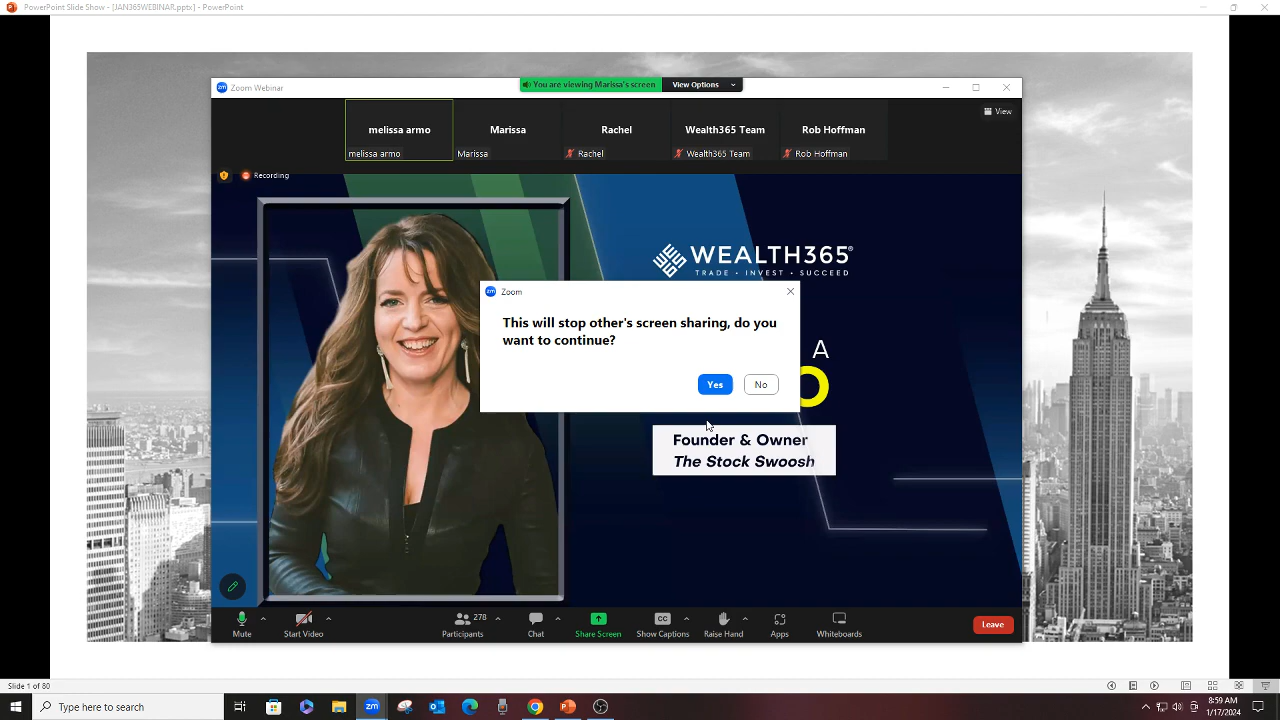 PowerPoint Slide Show - [JAN365WEBINAR.pptx] - PowerPoint
Zoom Webinar
You are viewing Marissa's screen
View Options
View
melissa armo
Marissa
Rachel
Wealth365 Team
Rob Hoffman
melissa armo
Marissa
Rachel
Wealth365 Team
Rob Hoffman
Recording
WEALTH365®
TRADE • INVEST • SUCCEED
Zoom
This will stop other's screen sharing, do you
want to continue?
Yes
No
A
O
Founder & Owner
The Stock Swoosh
278
CC
Mute
Start Video
Participants
Chat
Share Screen
Show Captions
Raise Hand
Apps
Whiteboards
Leave
Slide 1 of 80
Type here to search
zm
8:59 AM
1/17/2024